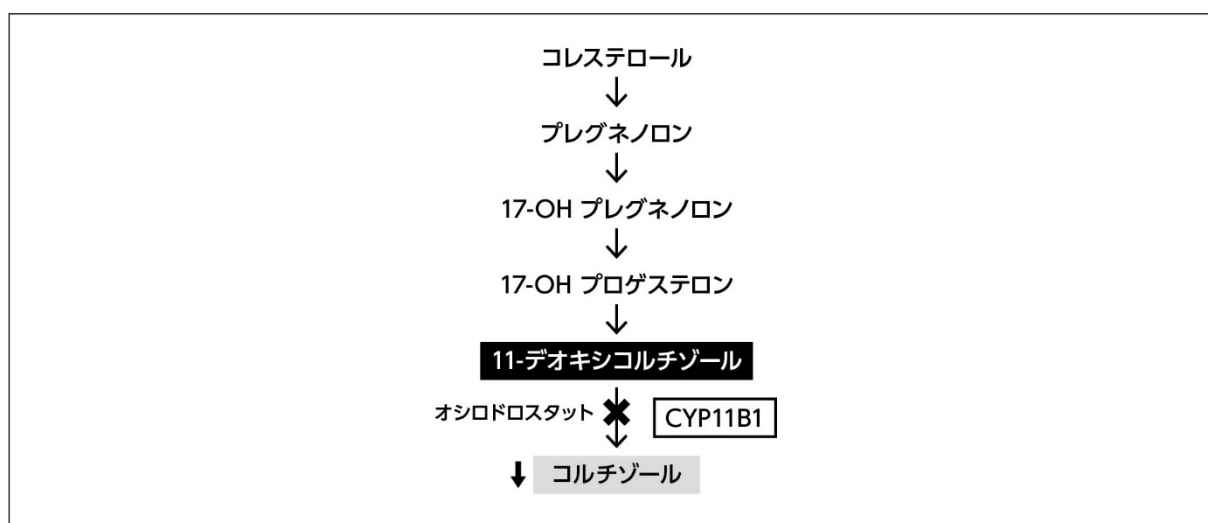 コレステロール
プレグネノロン
17-OH プレグネノロン
17-OH プロゲステロン
11-デオキシコルチゾール
オシロドロスタット
CYP11B1
コルチゾール